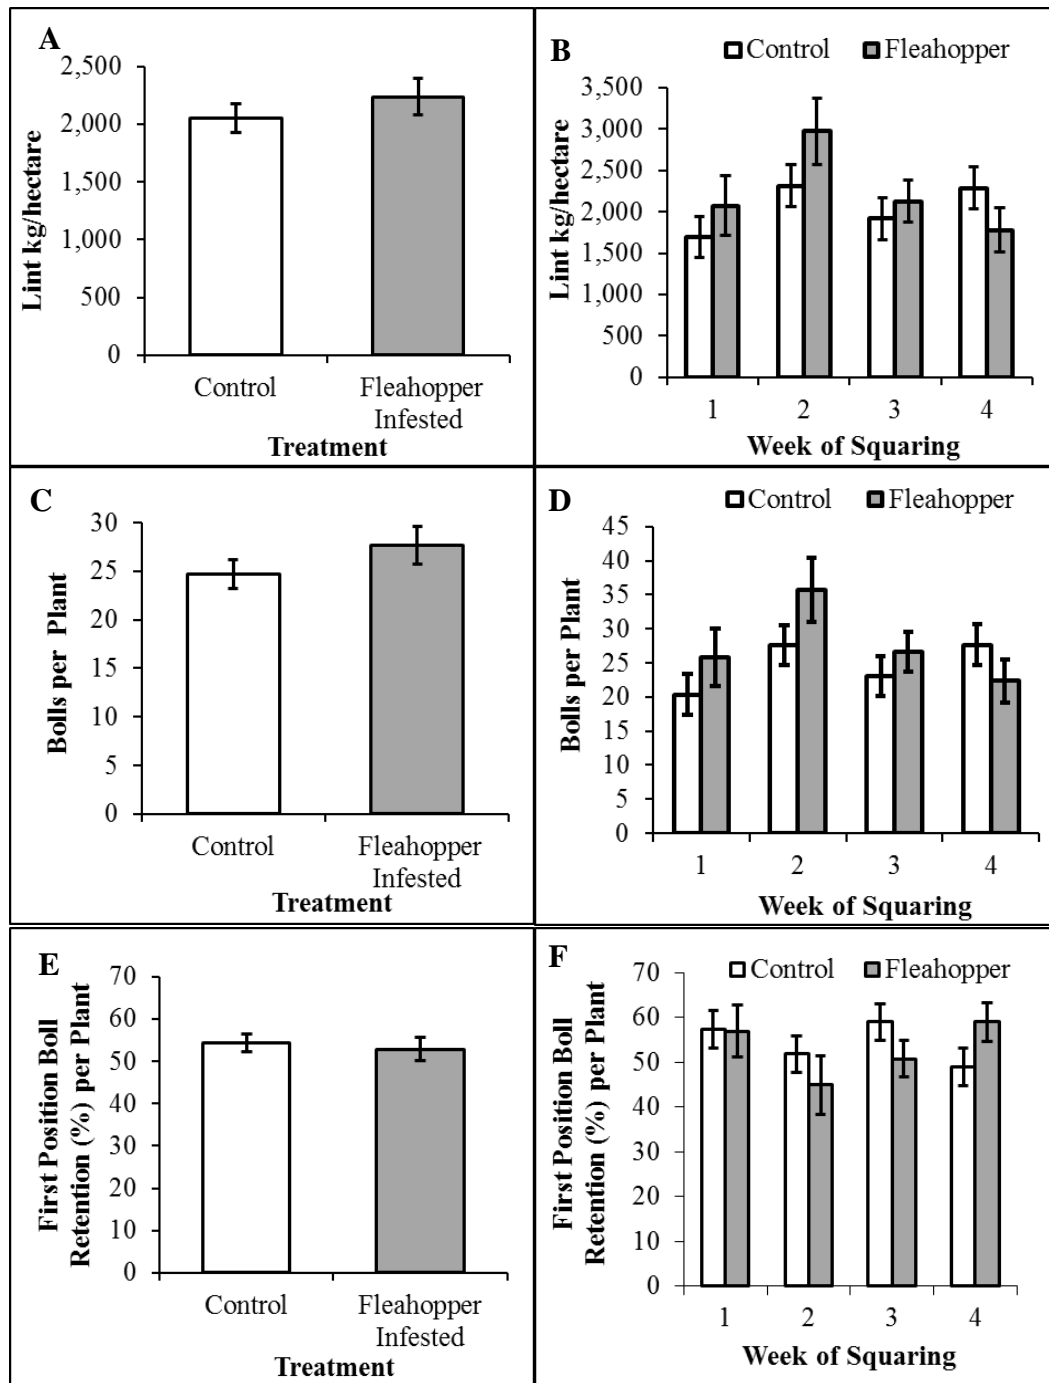 A
2,500
2,000
1,500
1,000
500
0
Lint kg/hectare
Control
Fleahopper
Infested
Treatment
B
Control Fleahopper
3,500
3,000
2,500
2,000
1,500
1,000
500
0
Lint kg/hectare
1 2 3 4
Week of Squaring
C
30
25
20
15
10
5
0
Bolls per Plant
Control
Fleahopper
Infested
Treatment
D
Control Fleahopper
45
40
35
30
25
20
15
10
5
0
Bolls per Plant
1 2 3 4
Week of Squaring
E
70
60
50
40
30
20
10
0
First Position Boll
Retention (%) per Plant
Control
Fleahopper
Infested
Treatment
F
Control Fleahopper
70
60
50
40
30
20
10
0
First Position Boll
Retention (%) per Plant
1 2 3 4
Week of Squaring